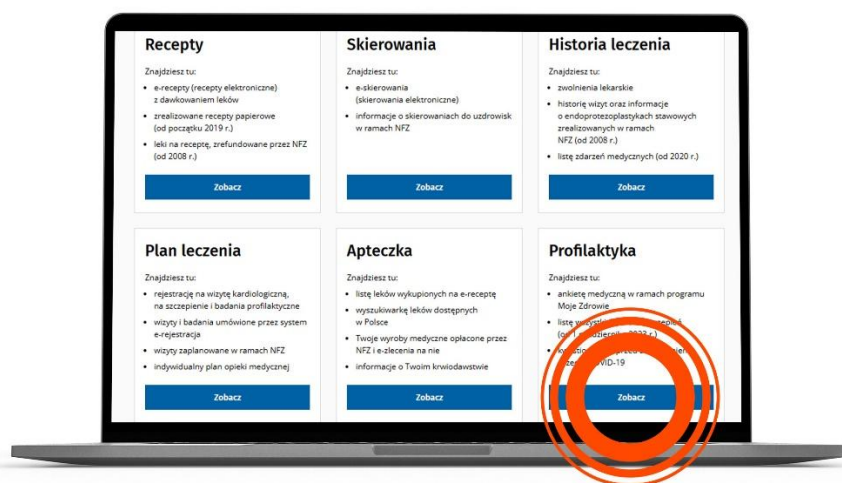 Recepty
Znajdziesz tu:
• e-recepty (recepty elektroniczne)
z dawkowaniem leków
• zrealizowane recepty papierowe
(od początku 2019 r.)
• leki na receptę, zrefundowane przez NFZ
(od 2008 r.)
Zobacz
Skierowania
Znajdziesz tu:
• e-skierowania
(skierowania elektroniczne)
• informacje o skierowaniach do uzdrowisk
w ramach NFZ
Zobacz
Historia leczenia
Znajdziesz tu:
• zwolnienia lekarskie
• historię wizyt oraz informacje
o endoprotezoplastykach stawowych
zrealizowanych w ramach
NFZ (od 2008 r.)
• listę zdarzeń medycznych (od 2020 r.)
Zobacz
Plan leczenia
Znajdziesz tu:
• rejestrację na wizytę kardiologiczną,
na szczepienie i badania profilaktyczne
• wizyty i badania umówione przez system
e-rejestracja
• wizyty zaplanowane w ramach NFZ
• indywidualny plan opieki medycznej
Zobacz
Apteczka
Znajdziesz tu:
• listę leków wykupionych na e-receptę
• wyszukiwarkę leków dostępnych
w Polsce
• Twoje wyroby medyczne opłacone przez
NFZ i e-zlecenia na nie
• informacje o Twoim krwiodawstwie
Zobacz
Profilaktyka
Znajdziesz tu:
• ankietę medyczną w ramach programu
Moje Zdrowie
• listę
(od 1 2023 r.)
•
Zobacz